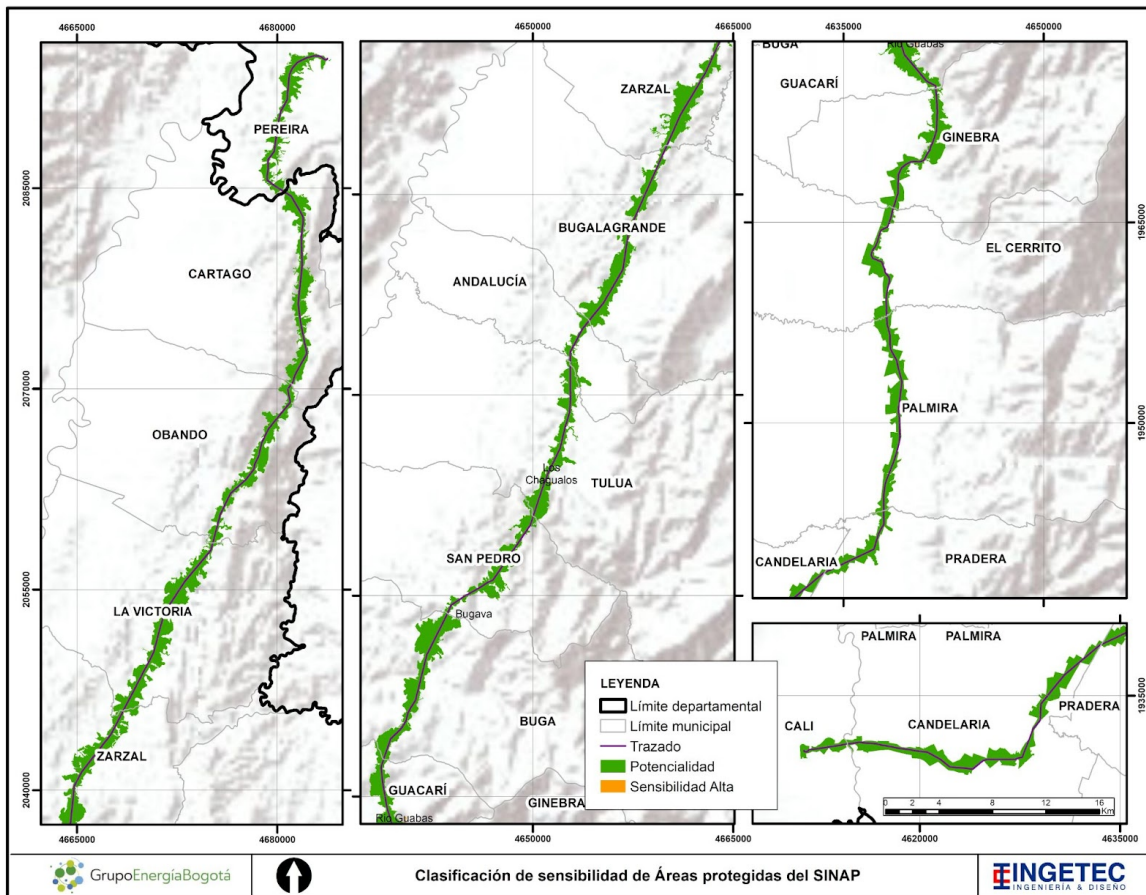 4665000
4680000
4650000
4665000
4635000
4650000
PEREIRA
CARTAGO
OBANDO
LA VICTORIA
ZARZAL
2085000
2070000
2055000
2040000
4665000
4680000
ZARZAL
BUGALAGRANDE
ANDALUCÍA
Los
Chagualos
TULUA
SAN PEDRO
Bugava
BUGA
GUACARÍ
GINEBRA
Río Guabas
4650000
4665000
BUGA
Río Guabas
GUACARÍ
GINEBRA
EL CERRITO
PALMIRA
CANDELARIA
PRADERA
1965000
1950000
PALMIRA
PALMIRA
CALI
CANDELARIA
PRADERA
1935000
0 2 4 8 12 16
Km
4620000
4635000
LEYENDA
Límite departamental
Límite municipal
Trazado
Potencialidad
Sensibilidad Alta
GrupoEnergíaBogotá
Clasificación de sensibilidad de Áreas protegidas del SINAP
INGETEC
INGENIERÍA & DISEÑO